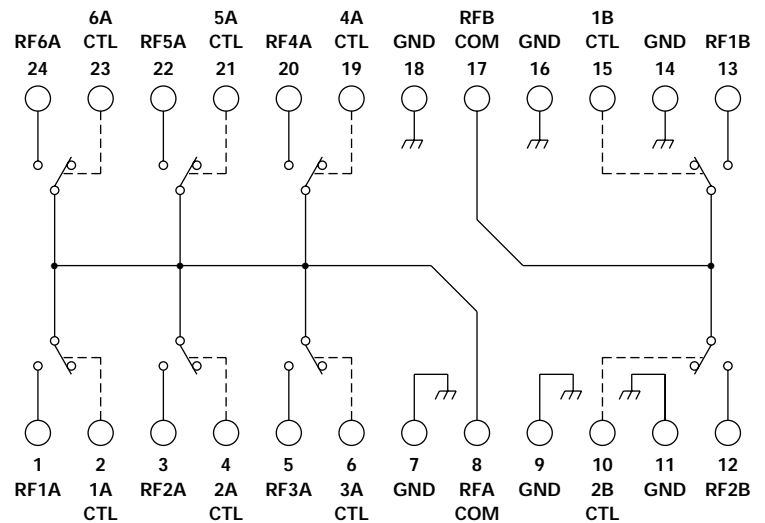 6A 5A 4A RFB 1B
RF6A CTL RF5A CTL RF4A CTL GND COM GND CTL GND RF1B
24 23 22 21 20 19 18 17 16 15 14 13
1 2 3 4 5 6 7 8 9 10 11 12
RF1A 1A RF2A 2A RF3A 3A GND RFA GND 2B GND RF2B
CTL CTL CTL COM CTL